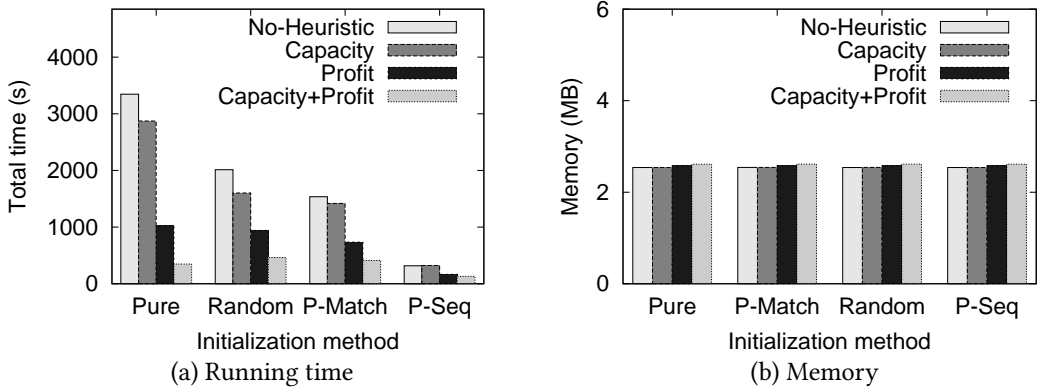 Total time (s)
4000
3000
2000
1000
0
No-Heuristic
Capacity
Profit
Capacity+Profit
Pure Random P-Match P-Seq
Initialization method
(a) Running time
Memory (MB)
6
4
2
0
No-Heuristic
Capacity
Profit
Capacity+Profit
Pure P-Match Random P-Seq
Initialization method
(b) Memory